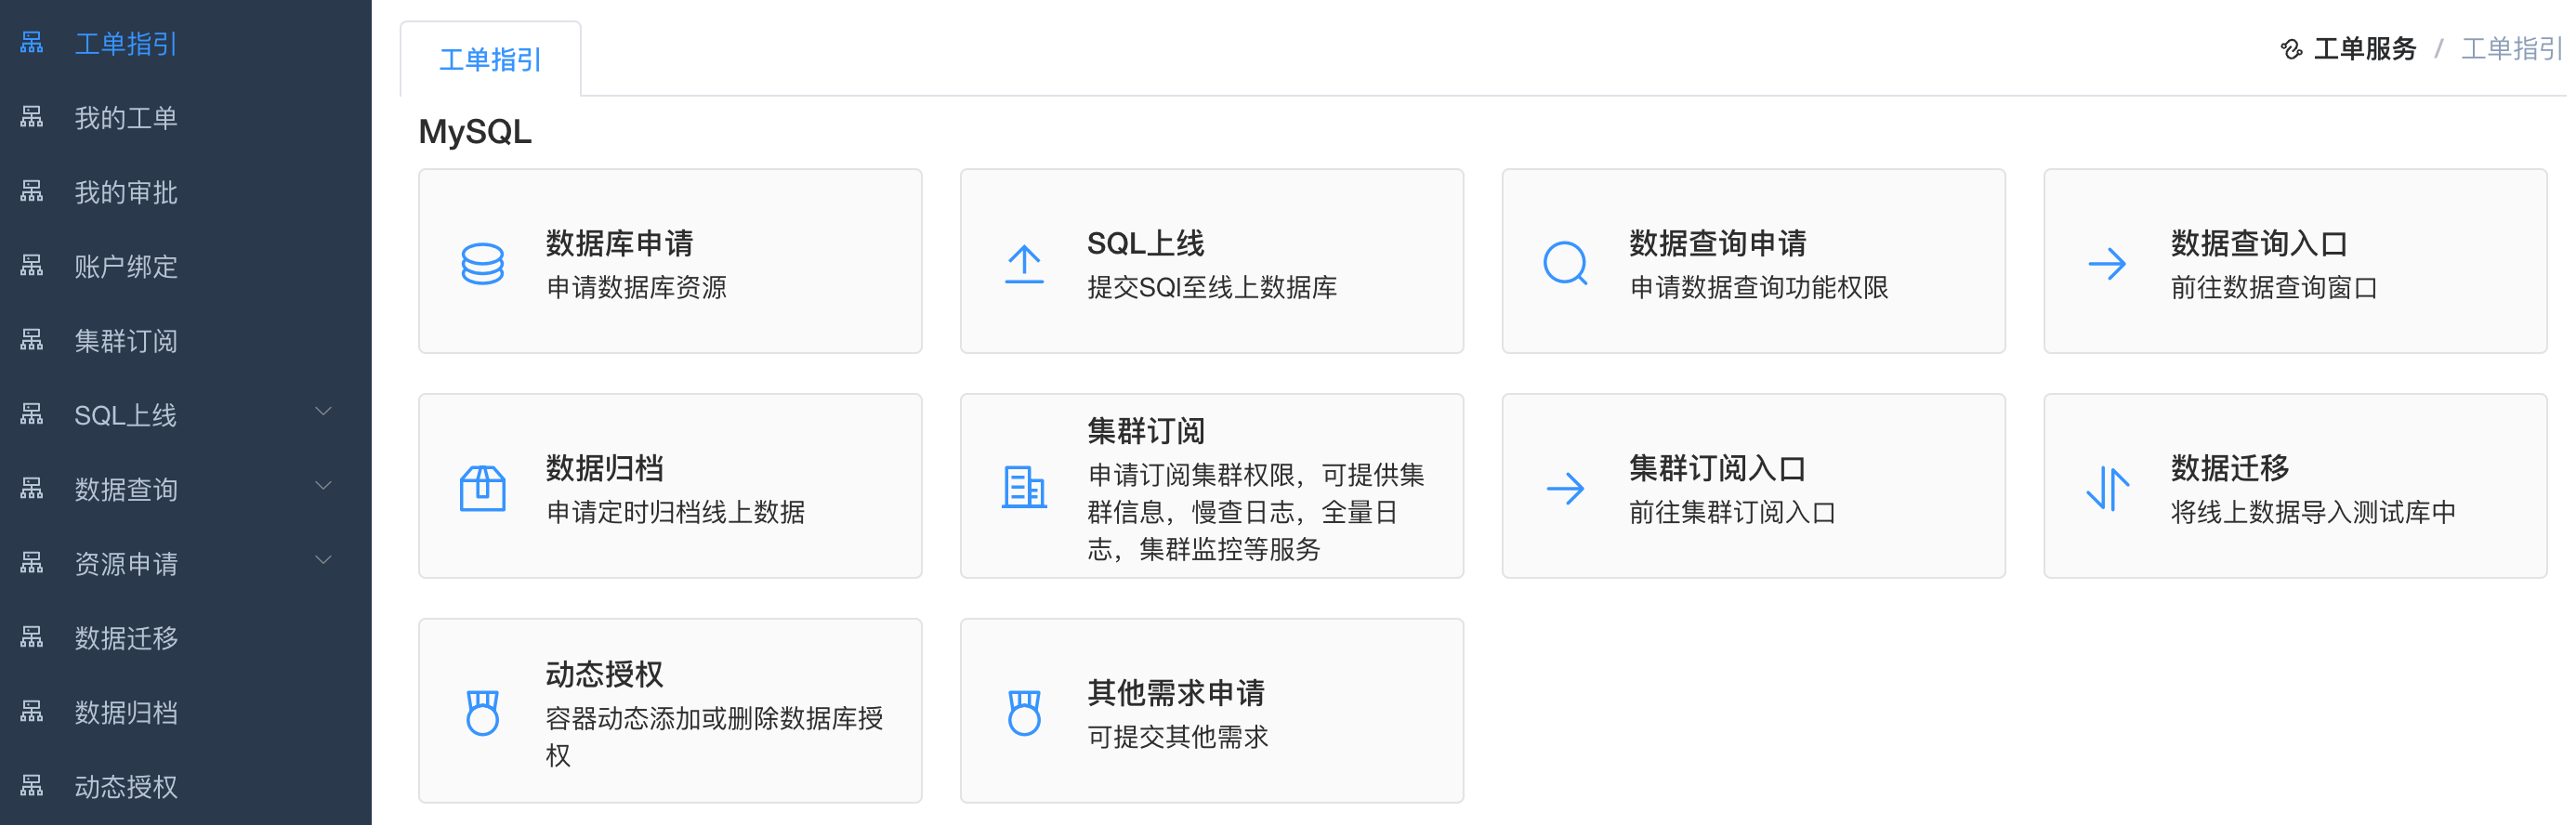 工单指引
我的工单
我的审批
账户绑定
集群订阅
SQL上线
数据查询
资源申请
数据迁移
数据归档
动态授权
工单指引
工单服务 / 工单指引
MySQL
数据库申请
申请数据库资源
SQL上线
提交SQl至线上数据库
数据查询申请
申请数据查询功能权限
数据查询入口
前往数据查询窗口
数据归档
申请定时归档线上数据
集群订阅
申请订阅集群权限，可提供集
群信息，慢查日志，全量日
志，集群监控等服务
集群订阅入口
前往集群订阅入口
数据迁移
将线上数据导入测试库中
动态授权
容器动态添加或删除数据库授
权
其他需求申请
可提交其他需求